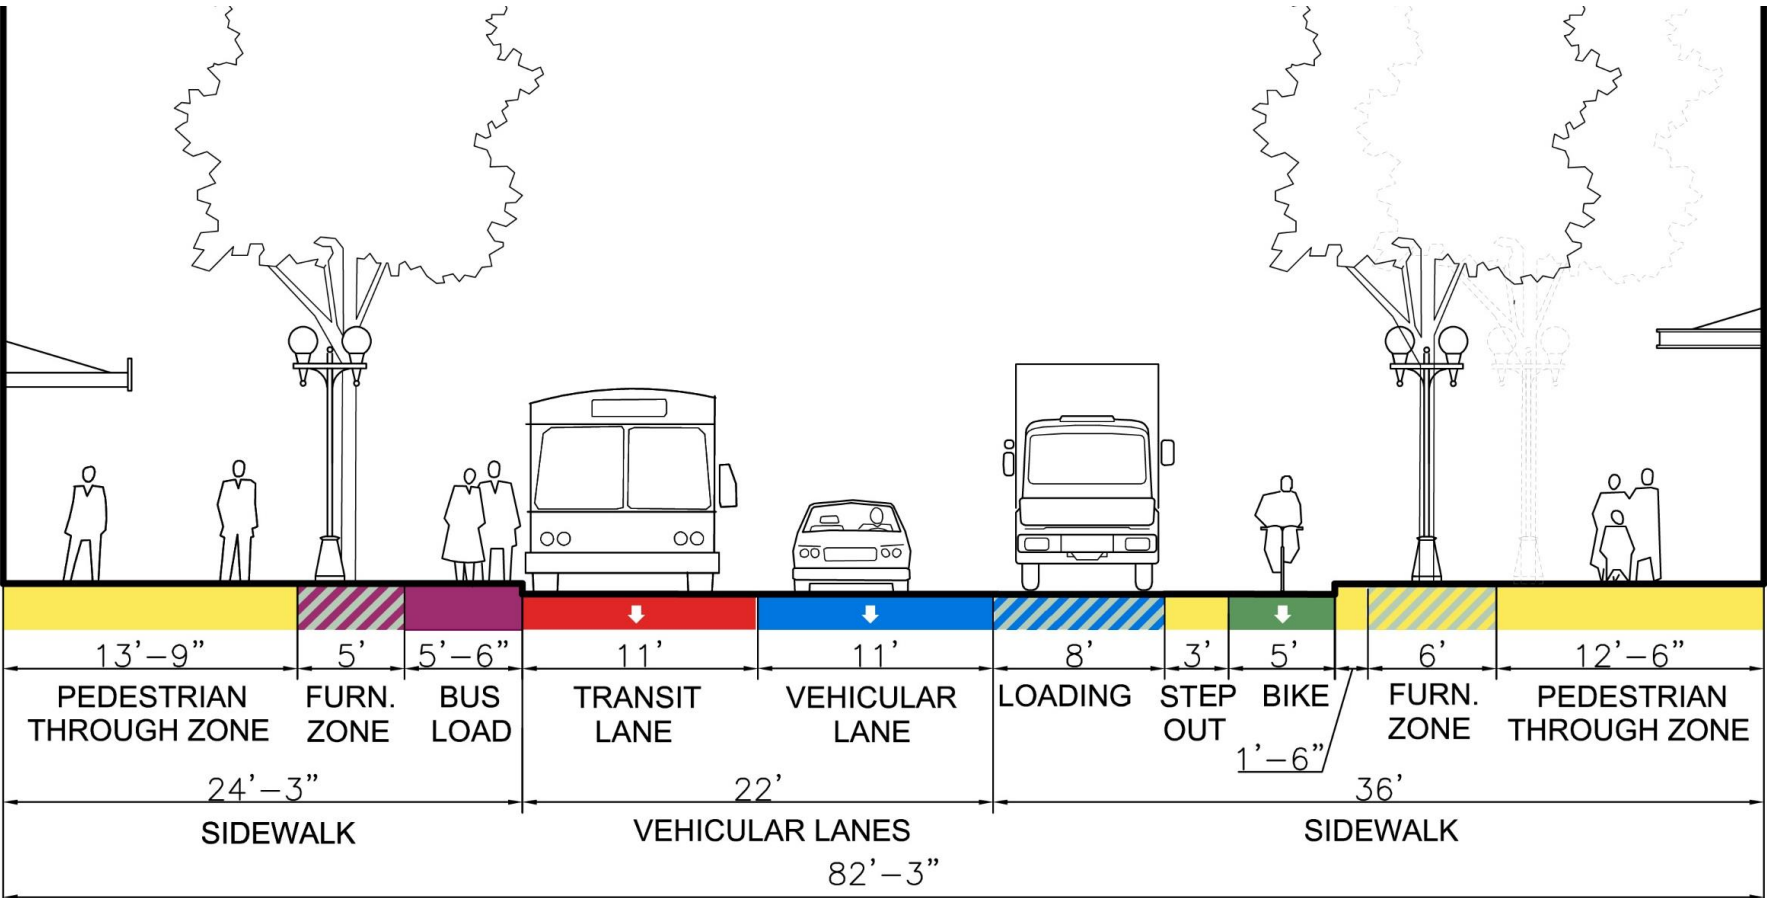 13’-9”
5’
5’-6”
11’
11’
8’
3’
5’
6’
12’-6”
PEDESTRIAN
THROUGH ZONE
FURN.
ZONE
BUS
LOAD
TRANSIT
LANE
VEHICULAR
LANE
LOADING
STEP
OUT
BIKE
1’-6”
FURN.
ZONE
PEDESTRIAN
THROUGH ZONE
24’-3”
22’
36’
SIDEWALK
VEHICULAR LANES
SIDEWALK
82’-3”